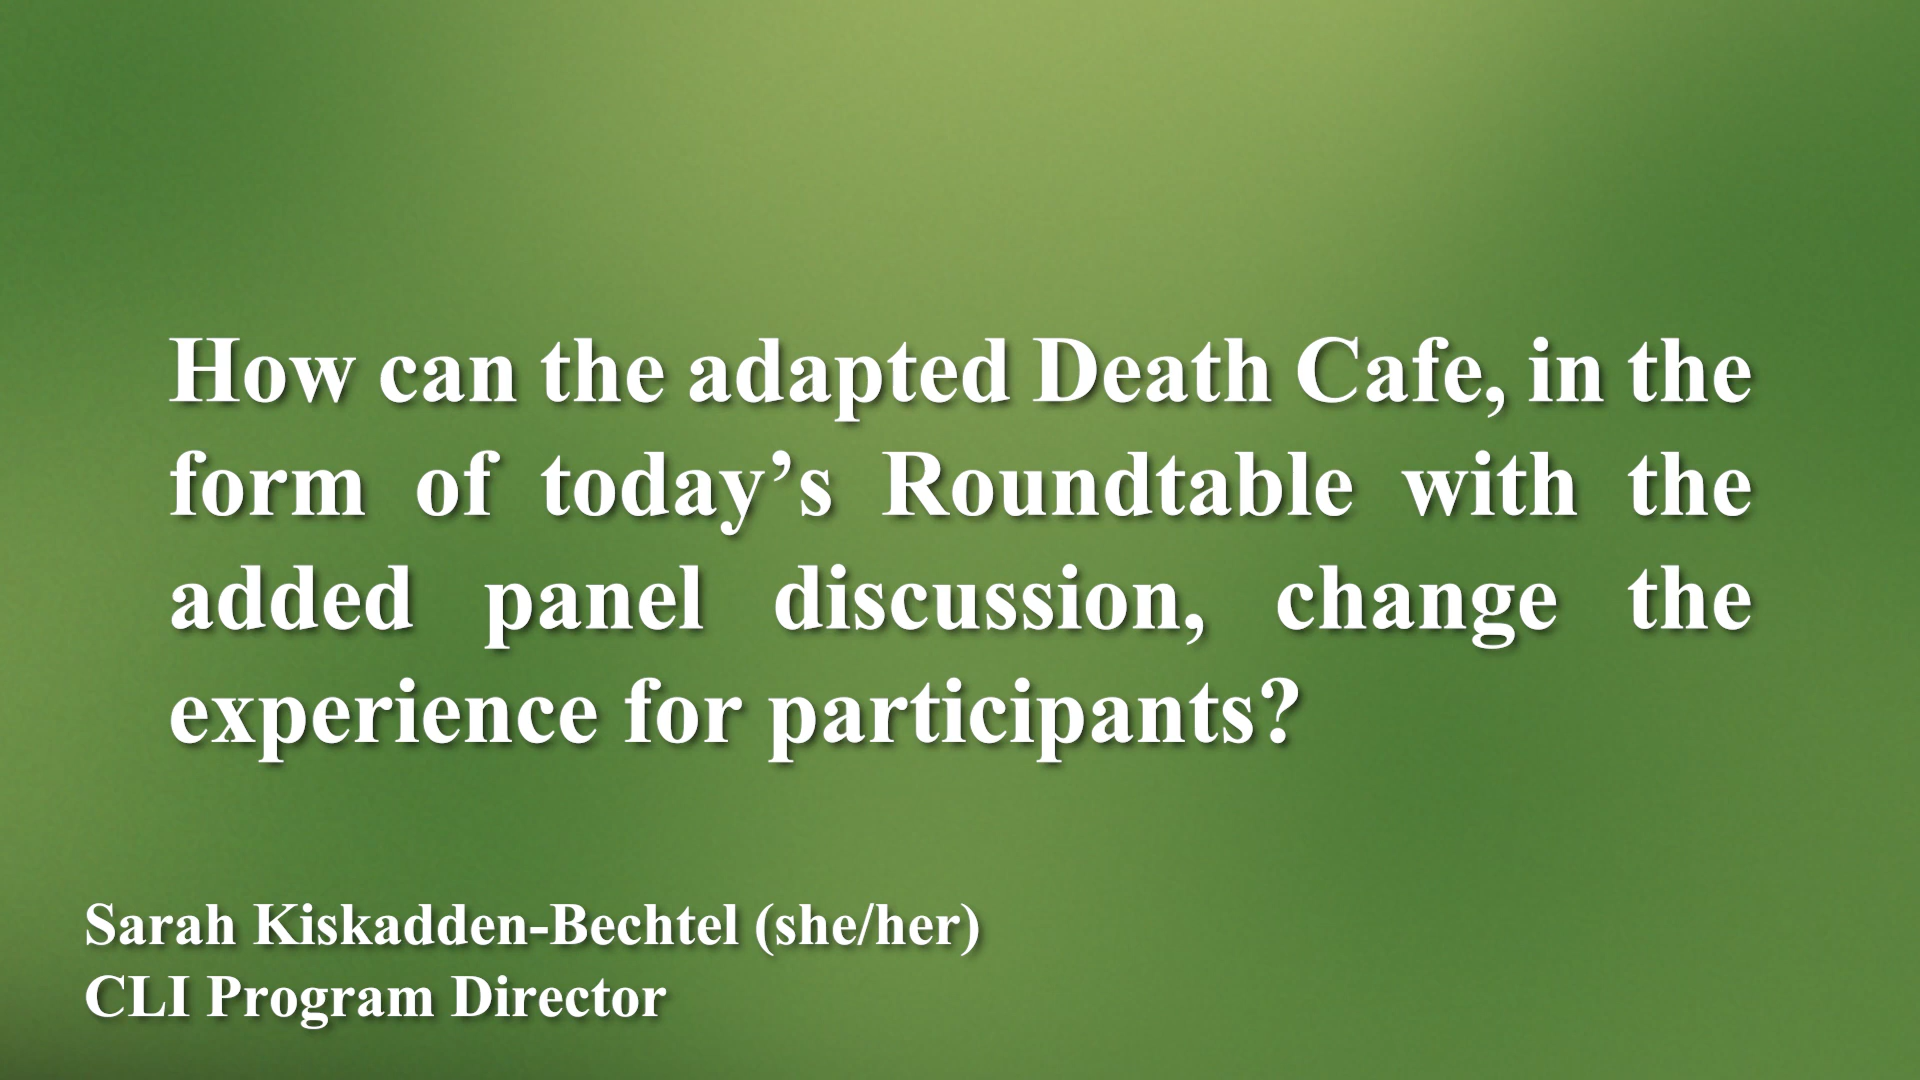 How can the adapted Death Cafe, in the
form of today’s Roundtable with the
added panel discussion, change the
experience for participants?
Sarah Kiskadden-Bechtel (she/her)
CLI Program Director